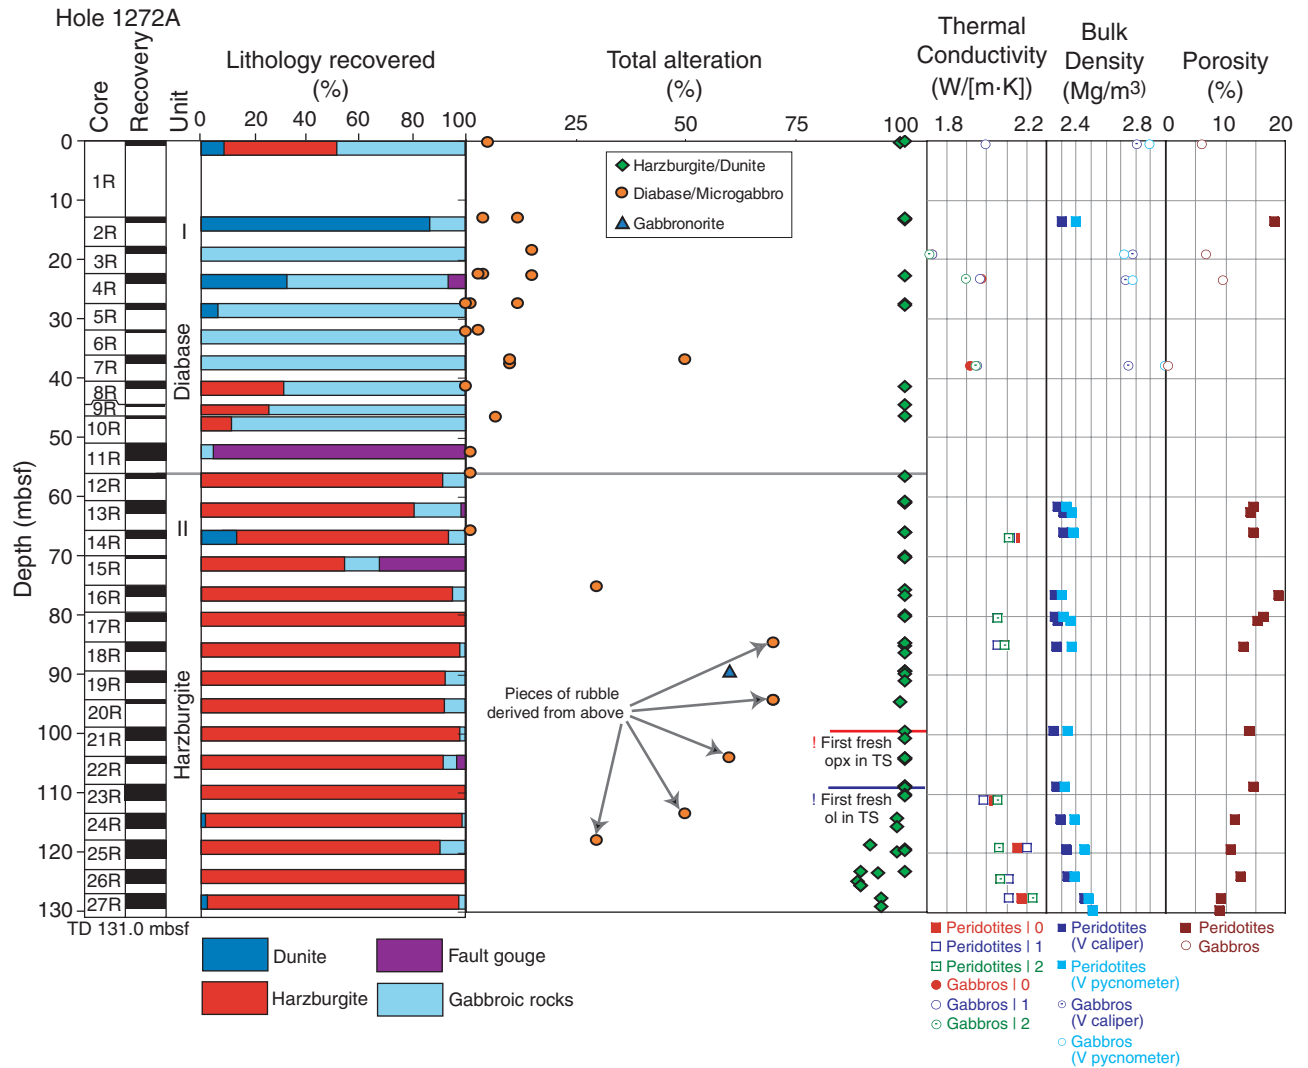 Hole 1272A
Core
Recovery
Unit
Lithology recovered
(%)
0 20 40 60 80 100
Total alteration
(%)
25 50 75 100
Thermal
Conductivity
(W/[m·K])
1.8 2.2
Bulk
Density
(Mg/m³)
2.4 2.8
Porosity
(%)
0 10 20
Depth (mbsf)
0
10
20
30
40
50
60
70
80
90
100
110
120
130
1R
2R
3R
4R
5R
6R
7R
8R
9R
10R
11R
12R
13R
14R
15R
16R
17R
18R
19R
20R
21R
22R
23R
24R
25R
26R
27R
I
Diabase
II
Harzburgite
Harzburgite/Dunite
Diabase/Microgabbro
Gabbronorite
Pieces of rubble
derived from above
! First fresh
opx in TS
! First fresh
ol in TS
TD 131.0 mbsf
Dunite
Harzburgite
Fault gouge
Gabbroic rocks
Peridotites | 0
Peridotites | 1
Peridotites | 2
Gabbros | 0
Gabbros | 1
Gabbros | 2
Peridotites
(V caliper)
Peridotites
(V pycnometer)
Gabbros
(V caliper)
Gabbros
(V pycnometer)
Peridotites
Gabbros